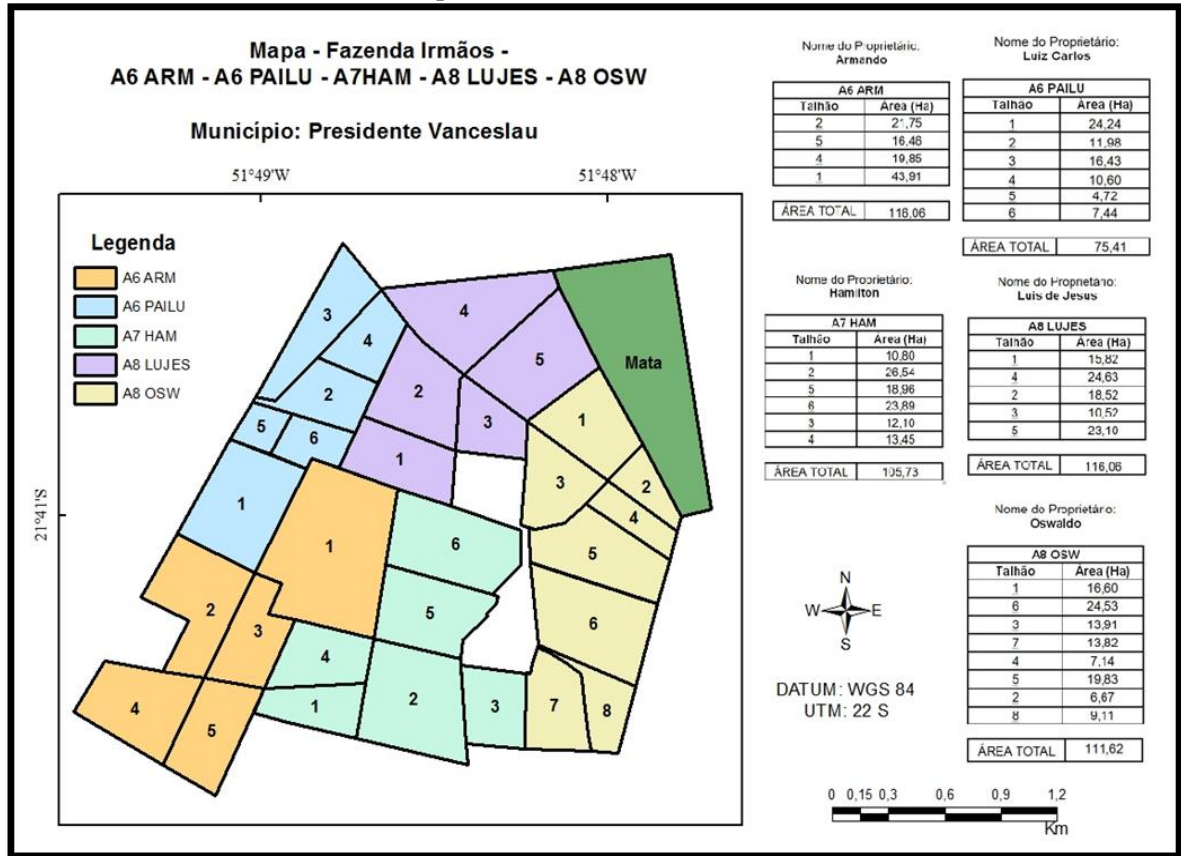 Mapa - Fazenda Irmãos -
A6 ARM - A6 PAILU - A7HAM - A8 LUJES - A8 OSW
Município: Presidente Vanceslau
51°49'W 51°48'W
21°41'S
Legenda
A6 ARM
A6 PAILU
A7 HAM
A8 LUJES
A8 OSW
3
4
2
5
6
1
4
5
2
3
1
Mata
1
2
3
4
5
6
7
8
1
2
3
4
5
6
5
4
1
2
3
Nome do Proprietário:
Armando
A6 ARM
Talhão Área (Ha)
2 21,75
5 16,46
4 19,85
1 43,91
ÁREA TOTAL 116,06
Nome do Proprietário:
Luiz Carlos
A6 PAILU
Talhão Área (Ha)
1 24,24
2 11,98
3 16,43
4 10,60
5 4,72
6 7,44
ÁREA TOTAL 75,41
Nome do Proprietário:
Hamilton
A7 HAM
Talhão Área (Ha)
1 10,80
2 26,54
5 18,96
6 23,89
3 12,10
4 13,45
ÁREA TOTAL 105,73
Nome do Proprietário:
Luis de Jesus
A8 LUJES
Talhão Área (Ha)
1 15,82
4 24,63
2 18,52
3 10,52
5 23,10
ÁREA TOTAL 116,06
Nome do Proprietário:
Oswaldo
A8 OSW
Talhão Área (Ha)
1 16,60
6 24,53
3 13,91
7 13,82
4 7,14
5 19,83
2 6,67
8 9,11
ÁREA TOTAL 111,62
N
W E
S
DATUM: WGS 84
UTM: 22 S
0 0,15 0,3 0,6 0,9 1,2
Km